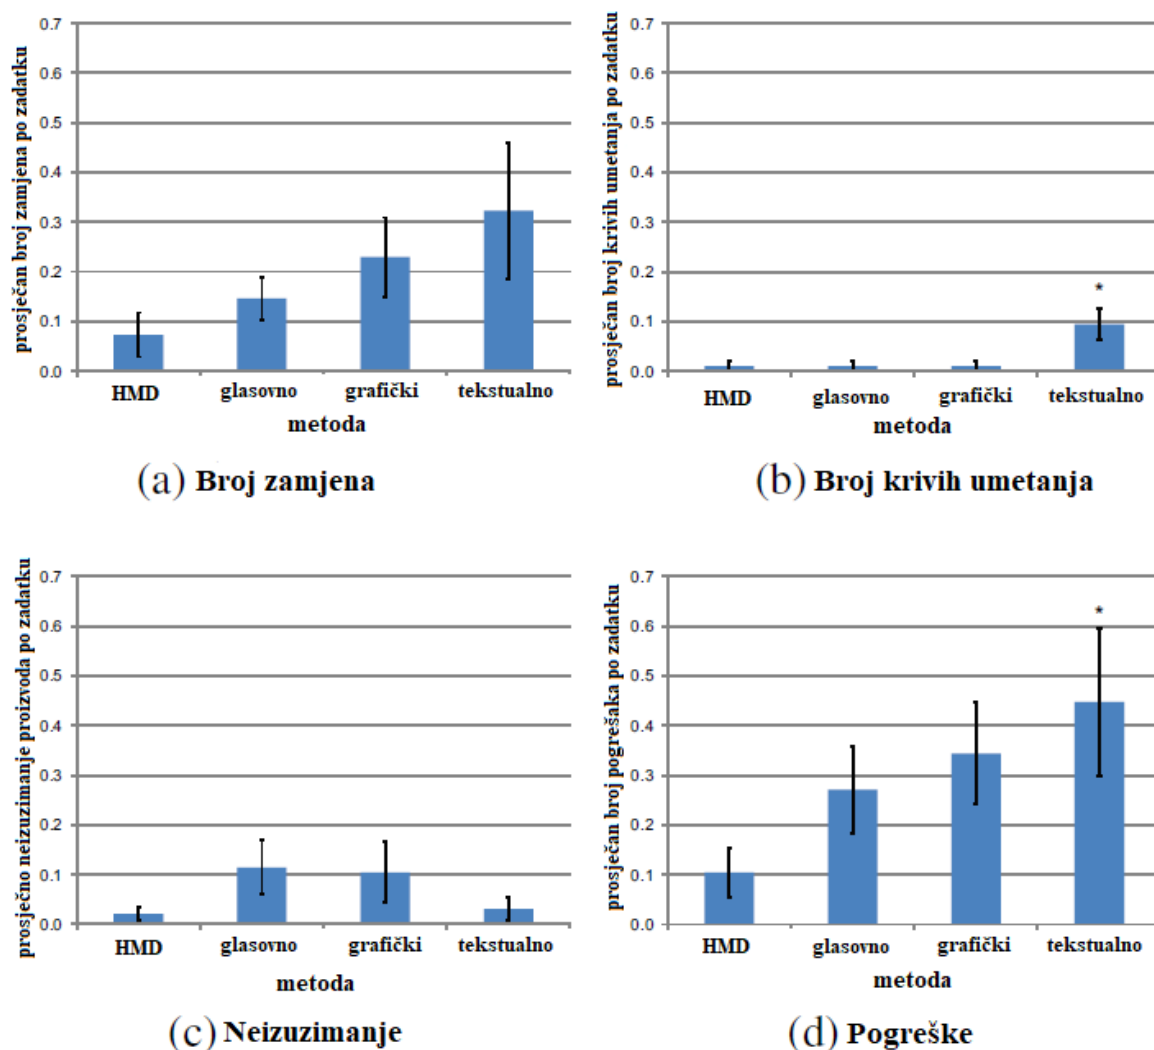 prosječan broj zamjena po zadatku
0.7
0.6
0.5
0.4
0.3
0.2
0.1
0.0
HMD glasovno grafički tekstualno
metoda
(a) Broj zamjena
prosječan broj krivih umetanja po zadatku
0.7
0.6
0.5
0.4
0.3
0.2
0.1
0.0
*
HMD glasovno grafički tekstualno
metoda
(b) Broj krivih umetanja
prosječno neizuzimanje proizvoda po zadatku
0.7
0.6
0.5
0.4
0.3
0.2
0.1
0.0
HMD glasovno grafički tekstualno
metoda
(c) Neizuzimanje
prosječan broj pogrešaka po zadatku
0.7
0.6
0.5
0.4
0.3
0.2
0.1
0.0
*
HMD glasovno grafički tekstualno
metoda
(d) Pogreške